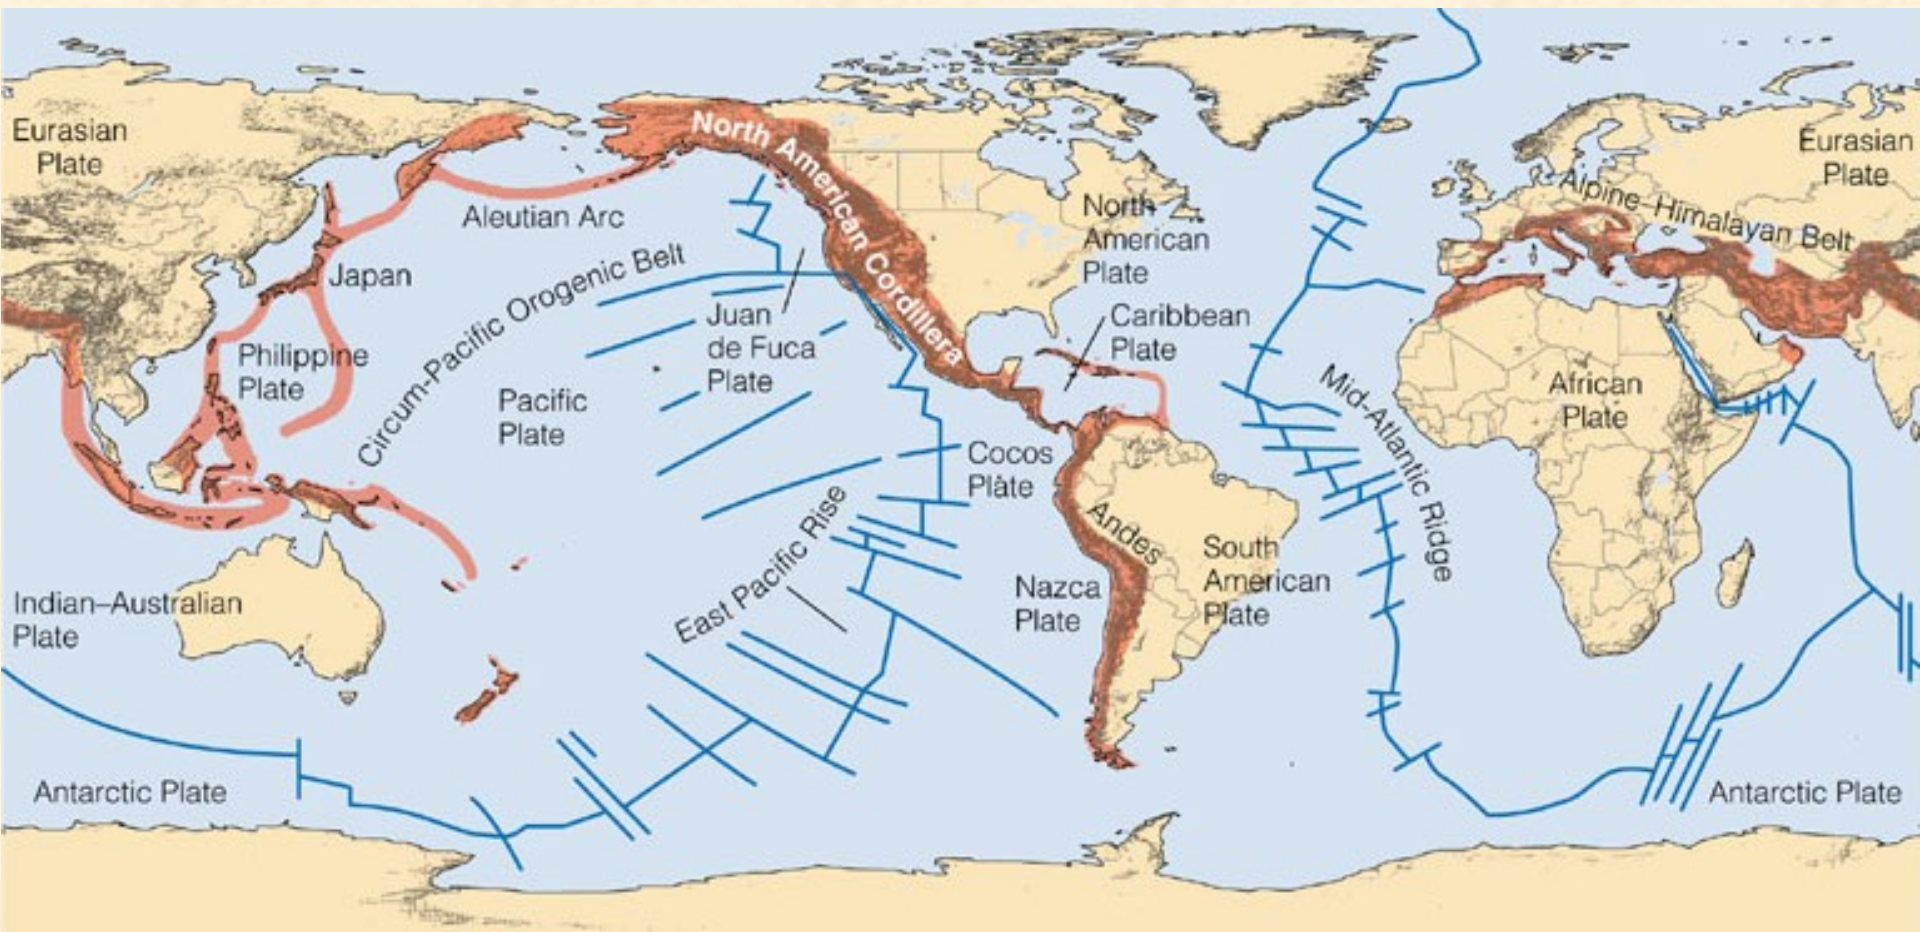 Eurasian
Plate
North American Cordillera
Eurasian
Plate
Alpine–Himalayan Belt
Aleutian Arc
North
American
Plate
Japan
Circum-Pacific Orogenic Belt
Juan
de Fuca
Plate
Caribbean
Plate
Philippine
Plate
Pacific
Plate
Mid-Atlantic Ridge
African
Plate
Cocos
Plate
East Pacific Rise
Andes
South
American
Plate
Nazca
Plate
Indian–Australian
Plate
Antarctic Plate
Antarctic Plate